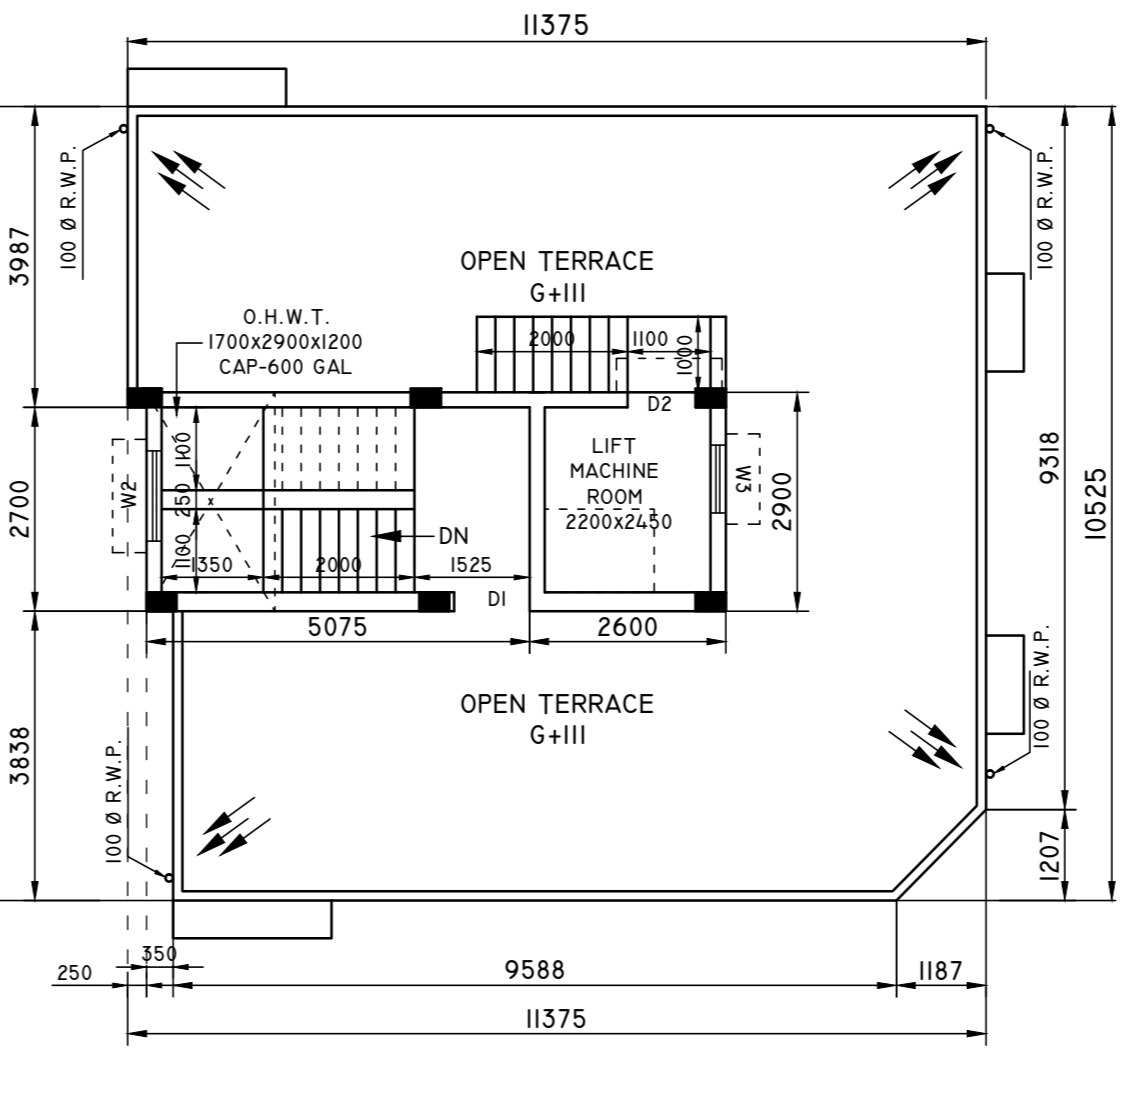 11375
100 Ø R.W.P.
100 Ø R.W.P.
3987
OPEN TERRACE
G+III
O.H.W.T.
1700x2900x1200
CAP-600 GAL
2000
1100
1000
D2
LIFT
MACHINE
ROOM
2200x2450
W3
2900
9318
10525
2700
W2
1100
250
1100
DN
1350
2000
1525
D1
5075
2600
OPEN TERRACE
G+III
100 Ø R.W.P.
3838
100 Ø R.W.P.
1207
350
250
9588
1187
11375